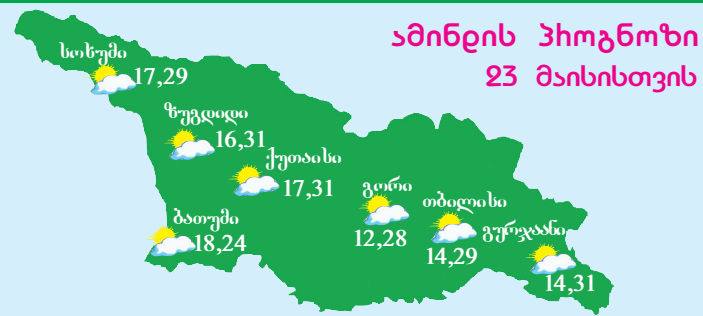 ამინდის პროგნოზი
23 მაისისთვის
სოხუმი
17,29
ზუგდიდი
16,31
ქუთაისი
17,31
გორი
12,28
თბილისი
14,29
გურჯაანი
14,31
ბათუმი
18,24